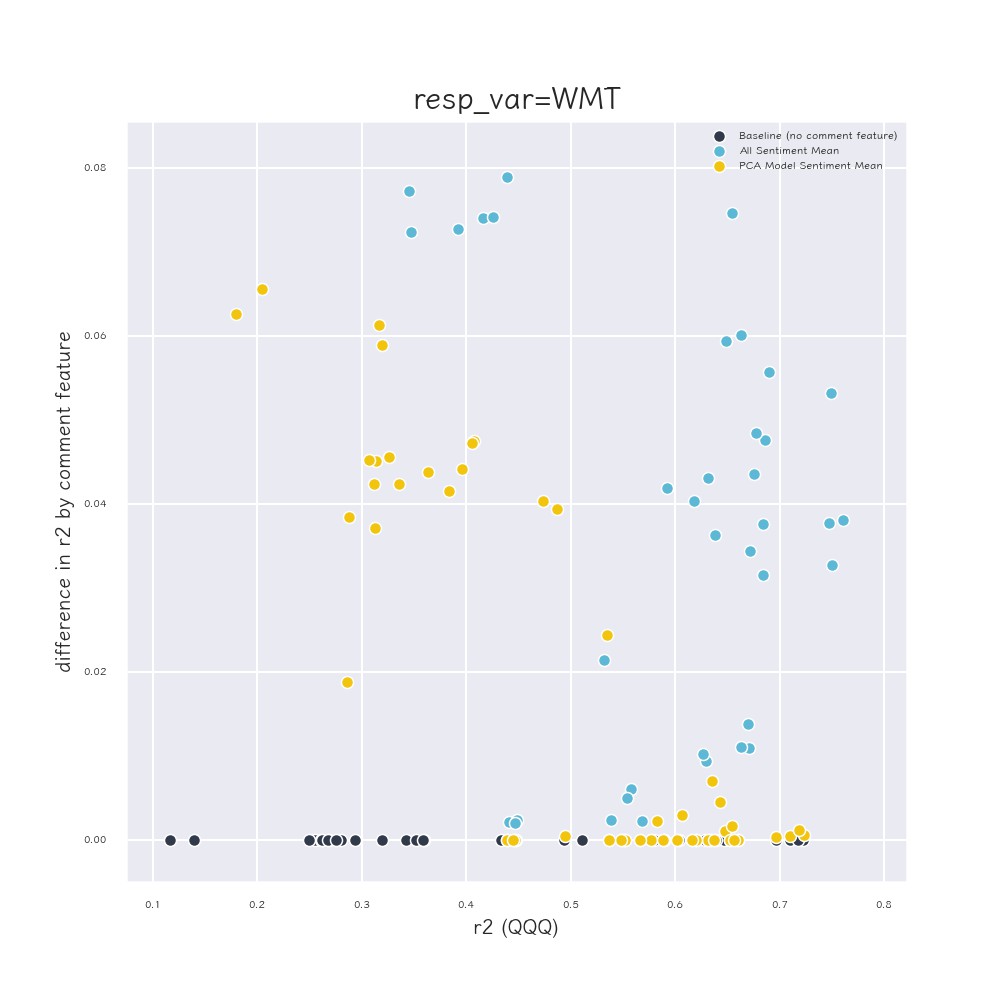 resp_var=WMT
Baseline (no comment feature)
All Sentiment Mean
PCA Model Sentiment Mean
difference in r2 by comment feature
0.08
0.06
0.04
0.02
0.00
0.1 0.2 0.3 0.4 0.5 0.6 0.7 0.8
r2 (QQQ)